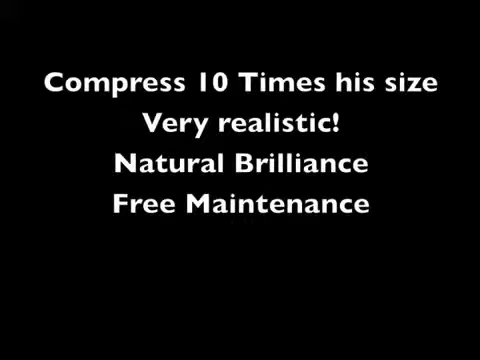 Compress 10 Times his size
Very realistic!
Natural Brilliance
Free Maintenance